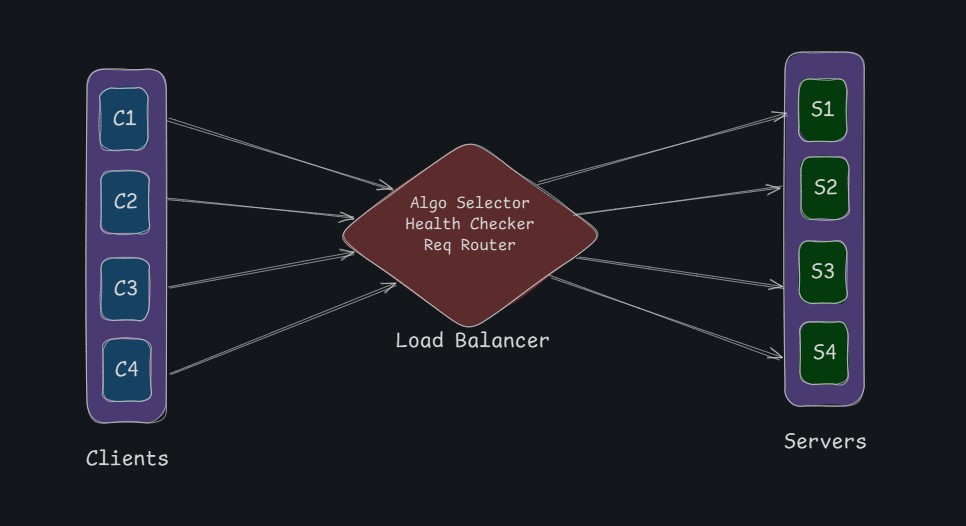 C1
C2
C3
C4
Clients
Algo Selector
Health Checker
Req Router
Load Balancer
S1
S2
S3
S4
Servers